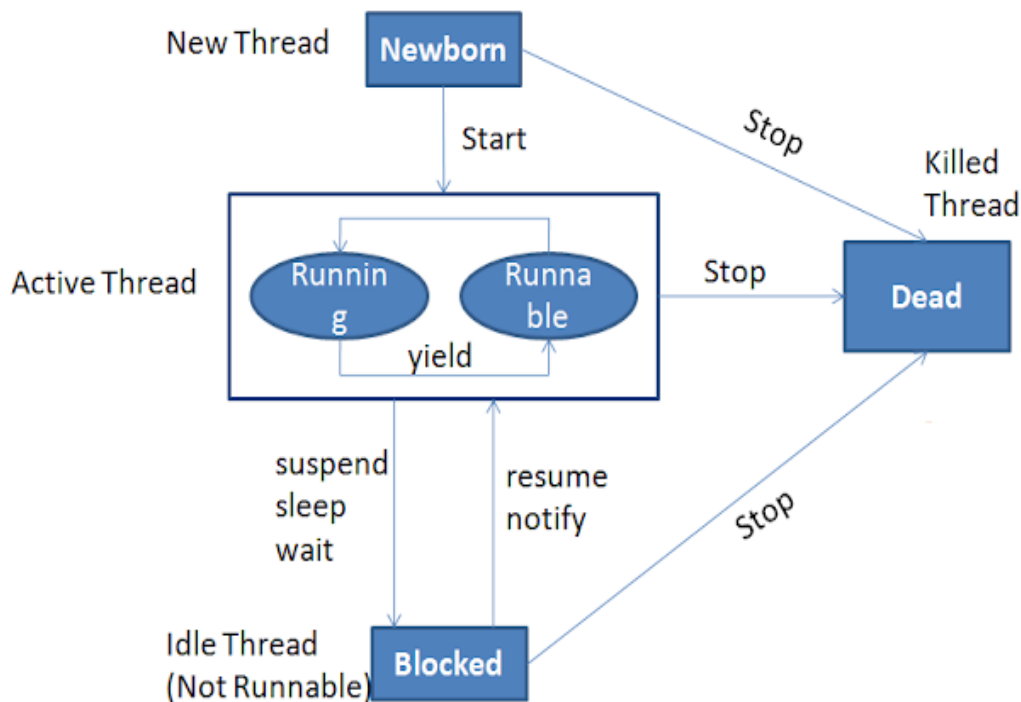 New Thread
Newborn
Start
Stop
Killed
Thread
Active Thread
Runnin
g
Runna
ble
yield
Stop
Dead
suspend
sleep
wait
resume
notify
Stop
Idle Thread
(Not Runnable)
Blocked